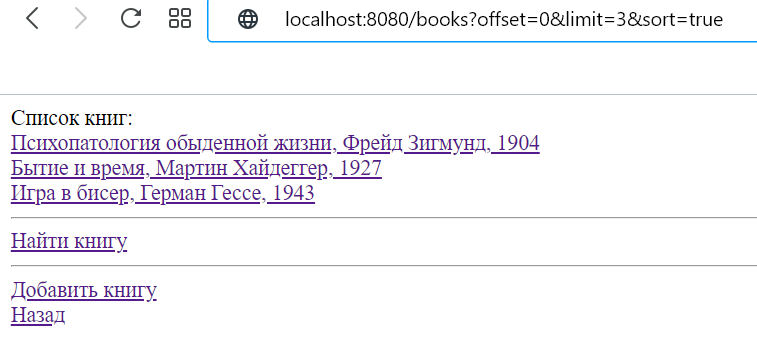 localhost:8080/books?offset=0&limit=3&sort=true
Список книг:
Психопатология обыденной жизни, Фрейд Зигмунд, 1904
Бытие и время, Мартин Хайдеггер, 1927
Игра в бисер, Герман Гессе, 1943
Найти книгу
Добавить книгу
Назад